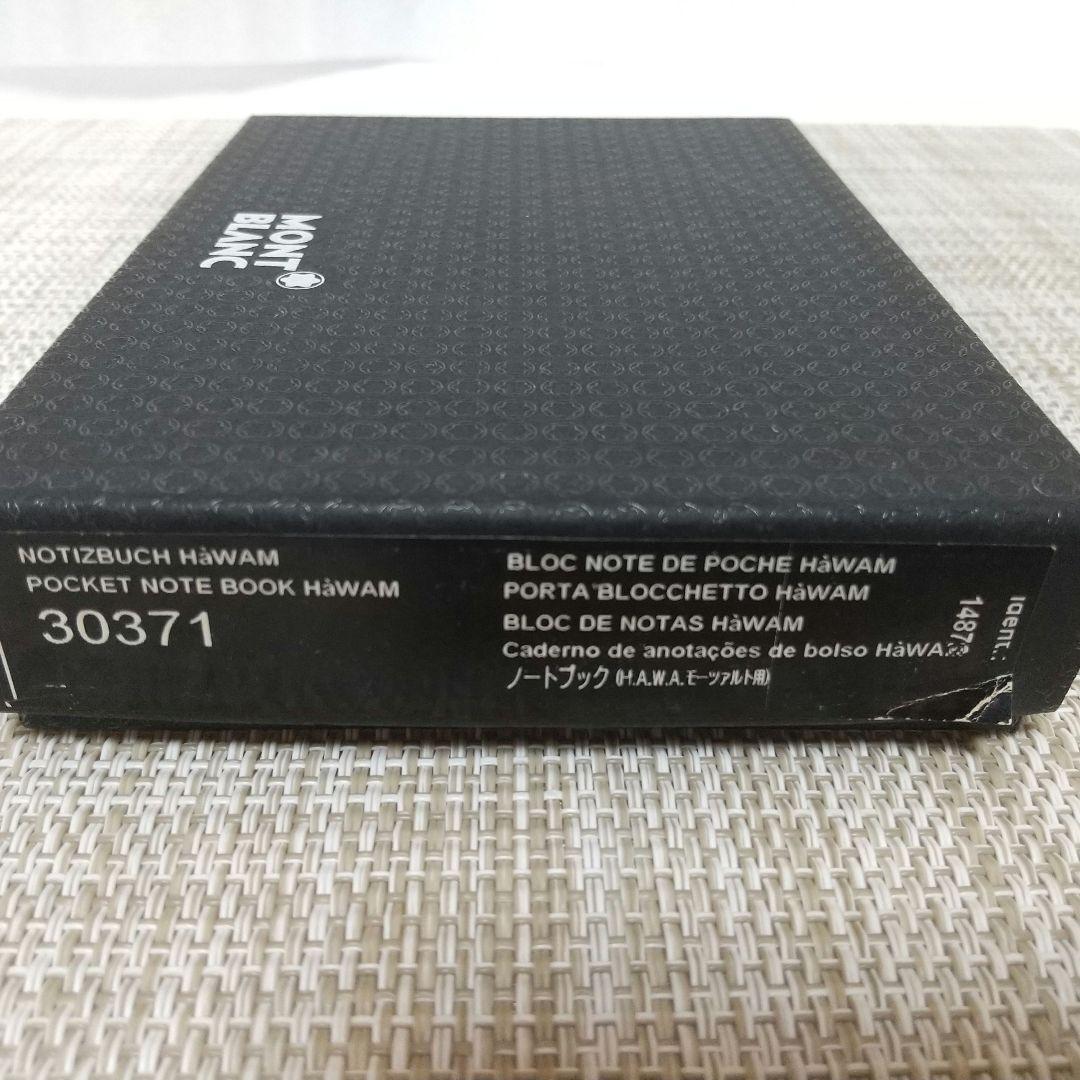 MONT
BLANC
NOTIZBUCH HàWAM
POCKET NOTE BOOK HàWAM
30371
BLOC NOTE DE POCHE HàWAM
PORTA BLOCCHETTO HàWAM
BLOC DE NOTAS HàWAM
Caderno de anotações de bolso HàWA
ノートブック (H.A.W.A.モーツァルト用)
Ident.: